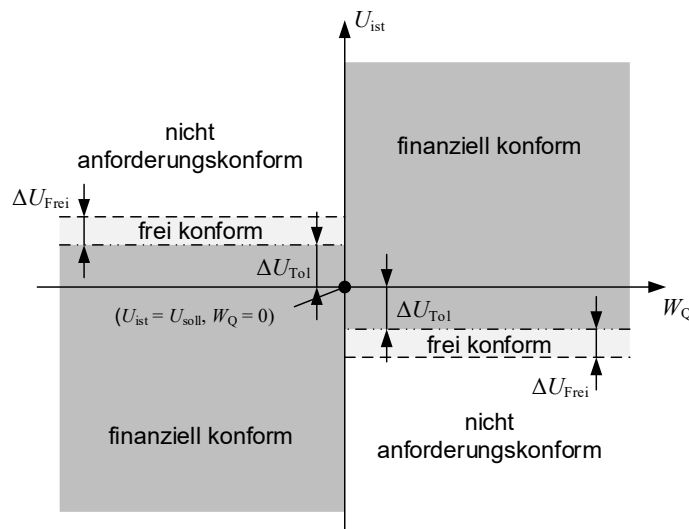 U_ist
nicht
anforderungskonform
finanziell konform
ΔU_Frei
frei konform
ΔU_Tol
(U_ist = U_soll, W_Q = 0)
ΔU_Tol
W_Q
frei konform
ΔU_Frei
finanziell konform
nicht
anforderungskonform